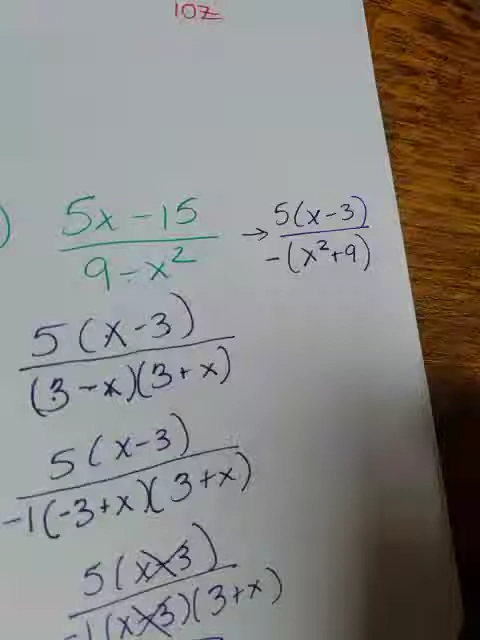 10z
) (5x - 15)/(9 - x²) → 5(x-3)/-(x²+9)
5(x-3)/(3-x)(3+x)
5(x-3)/-1(-3+x)(3+x)
5(x-3)/-1(x-3)(3+x)